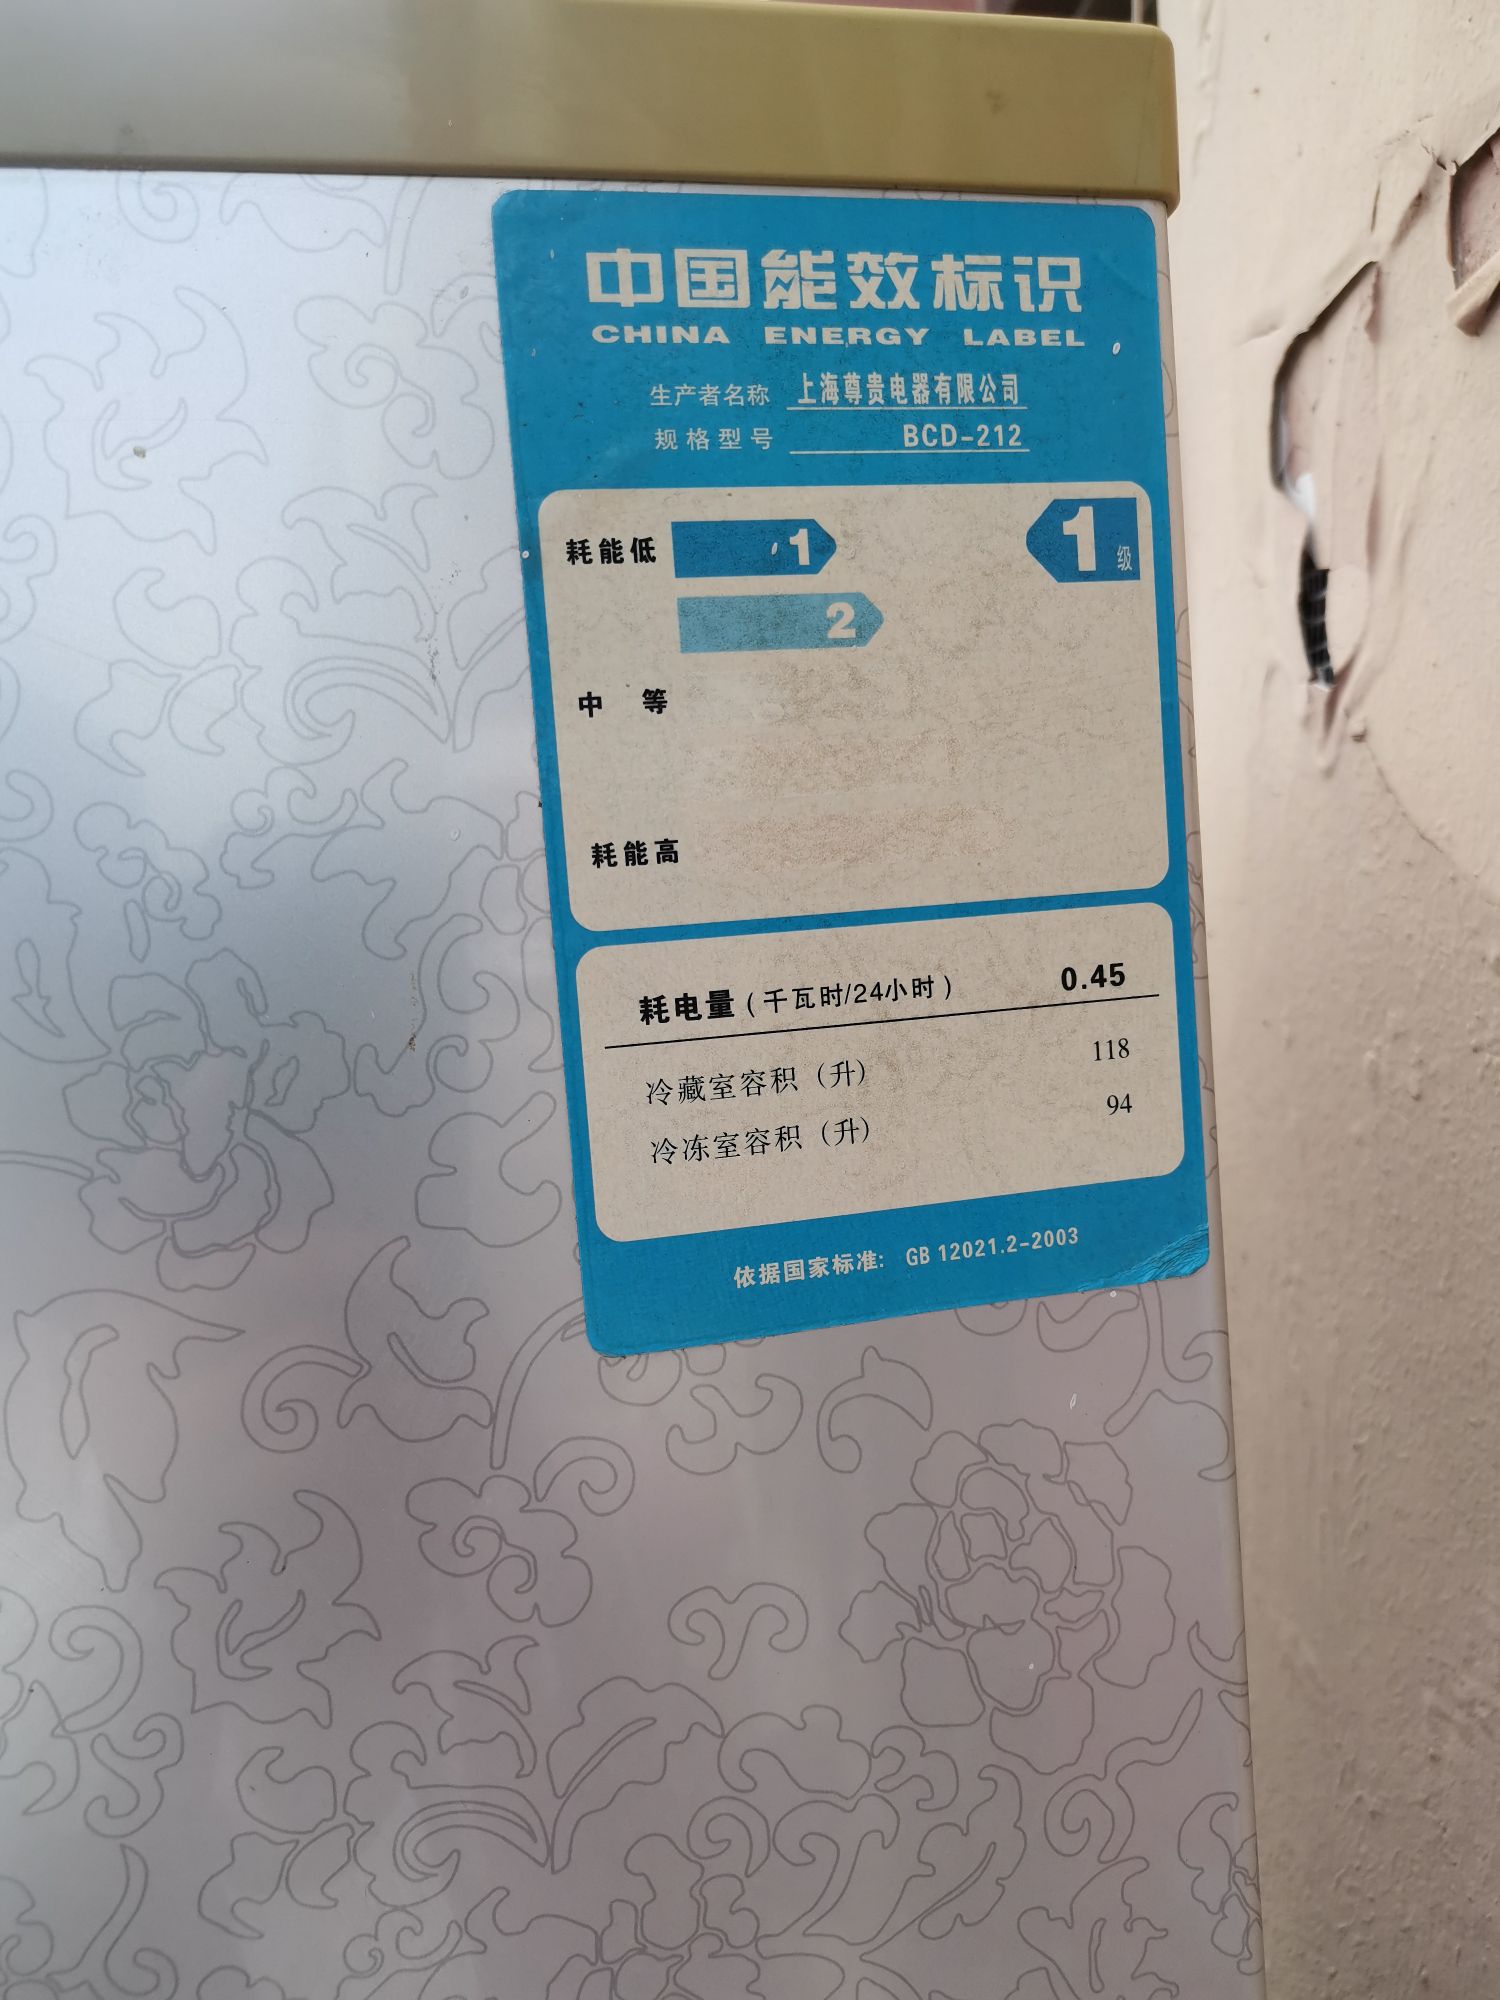 中国能效标识
CHINA ENERGY LABEL
生产者名称 上海尊贵电器有限公司
规格型号 BCD-212
耗能低 1 1级
2
中 等
耗能高
耗电量(千瓦时/24小时) 0.45
冷藏室容积(升) 118
冷冻室容积(升) 94
依据国家标准: GB 12021.2-2003